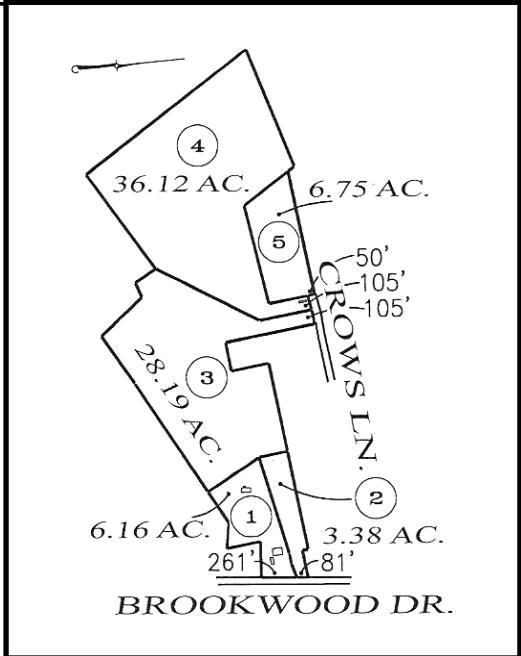 4
36.12 AC.
6.75 AC.
5
50'
105'
105'
CROWS LN.
3
28.19 AC.
2
1
6.16 AC.
3.38 AC.
261'
81'
BROOKWOOD DR.